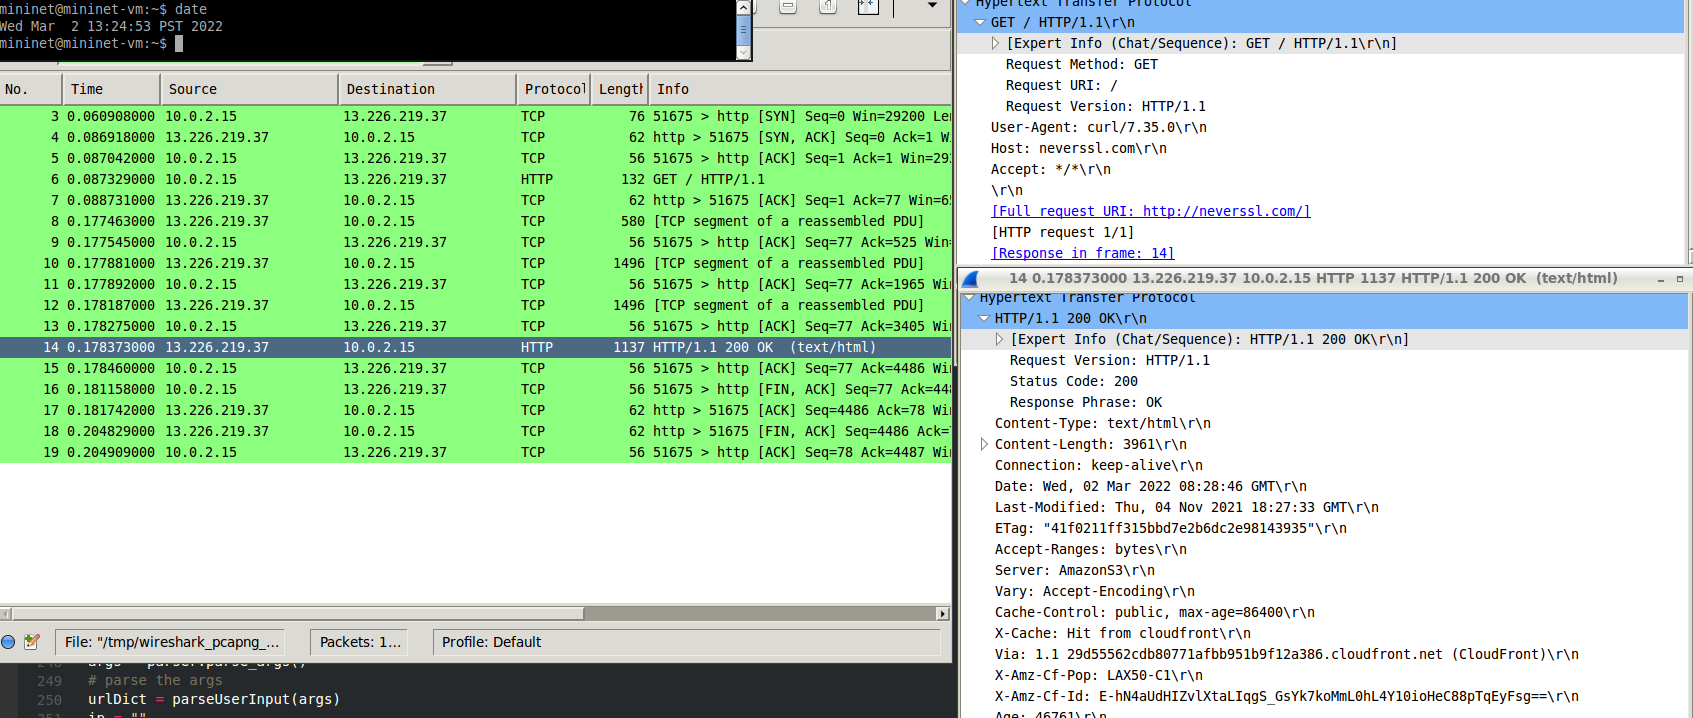 mininet@mininet-vm:~$ date
Wed Mar  2 13:24:53 PST 2022
mininet@mininet-vm:~$
No. Time Source Destination Protocol Length Info
3 0.060908000 10.0.2.15 13.226.219.37 TCP 76 51675 > http [SYN] Seq=0 Win=29200 Len
4 0.086918000 13.226.219.37 10.0.2.15 TCP 62 http > 51675 [SYN, ACK] Seq=0 Ack=1 W
5 0.087042000 10.0.2.15 13.226.219.37 TCP 56 51675 > http [ACK] Seq=1 Ack=1 Win=292
6 0.087329000 10.0.2.15 13.226.219.37 HTTP 132 GET / HTTP/1.1
7 0.088731000 13.226.219.37 10.0.2.15 TCP 62 http > 51675 [ACK] Seq=1 Ack=77 Win=65
8 0.177463000 13.226.219.37 10.0.2.15 TCP 580 [TCP segment of a reassembled PDU]
9 0.177545000 10.0.2.15 13.226.219.37 TCP 56 51675 > http [ACK] Seq=77 Ack=525 Win=
10 0.177881000 13.226.219.37 10.0.2.15 TCP 1496 [TCP segment of a reassembled PDU]
11 0.177892000 10.0.2.15 13.226.219.37 TCP 56 51675 > http [ACK] Seq=77 Ack=1965 Wi
12 0.178187000 13.226.219.37 10.0.2.15 TCP 1496 [TCP segment of a reassembled PDU]
13 0.178275000 10.0.2.15 13.226.219.37 TCP 56 51675 > http [ACK] Seq=77 Ack=3405 Wi
14 0.178373000 13.226.219.37 10.0.2.15 HTTP 1137 HTTP/1.1 200 OK  (text/html)
15 0.178460000 10.0.2.15 13.226.219.37 TCP 56 51675 > http [ACK] Seq=77 Ack=4486 Wi
16 0.181158000 10.0.2.15 13.226.219.37 TCP 56 51675 > http [FIN, ACK] Seq=77 Ack=448
17 0.181742000 13.226.219.37 10.0.2.15 TCP 62 http > 51675 [ACK] Seq=4486 Ack=78 Wi
18 0.204829000 13.226.219.37 10.0.2.15 TCP 62 http > 51675 [FIN, ACK] Seq=4486 Ack=
19 0.204909000 10.0.2.15 13.226.219.37 TCP 56 51675 > http [ACK] Seq=78 Ack=4487 Wi
File: "/tmp/wireshark_pcapng_... Packets: 1... Profile: Default
248 args = parser.parse_args()
249 # parse the args
250 urlDict = parseUserInput(args)
251 ip = ""
Hypertext Transfer Protocol
GET / HTTP/1.1\r\n
[Expert Info (Chat/Sequence): GET / HTTP/1.1\r\n]
Request Method: GET
Request URI: /
Request Version: HTTP/1.1
User-Agent: curl/7.35.0\r\n
Host: neverssl.com\r\n
Accept: */*\r\n
\r\n
[Full request URI: http://neverssl.com/]
[HTTP request 1/1]
[Response in frame: 14]
14 0.178373000 13.226.219.37 10.0.2.15 HTTP 1137 HTTP/1.1 200 OK  (text/html)
Hypertext Transfer Protocol
HTTP/1.1 200 OK\r\n
[Expert Info (Chat/Sequence): HTTP/1.1 200 OK\r\n]
Request Version: HTTP/1.1
Status Code: 200
Response Phrase: OK
Content-Type: text/html\r\n
Content-Length: 3961\r\n
Connection: keep-alive\r\n
Date: Wed, 02 Mar 2022 08:28:46 GMT\r\n
Last-Modified: Thu, 04 Nov 2021 18:27:33 GMT\r\n
ETag: "41f0211ff315bbd7e2b6dc2e98143935"\r\n
Accept-Ranges: bytes\r\n
Server: AmazonS3\r\n
Vary: Accept-Encoding\r\n
Cache-Control: public, max-age=86400\r\n
X-Cache: Hit from cloudfront\r\n
Via: 1.1 29d55562cdb80771afbb951b9f12a386.cloudfront.net (CloudFront)\r\n
X-Amz-Cf-Pop: LAX50-C1\r\n
X-Amz-Cf-Id: E-hN4aUdHIZvlXtaLIqgS_GsYk7koMmL0hL4Y10ioHeC88pTqEyFsg==\r\n
Age: 46761\r\n